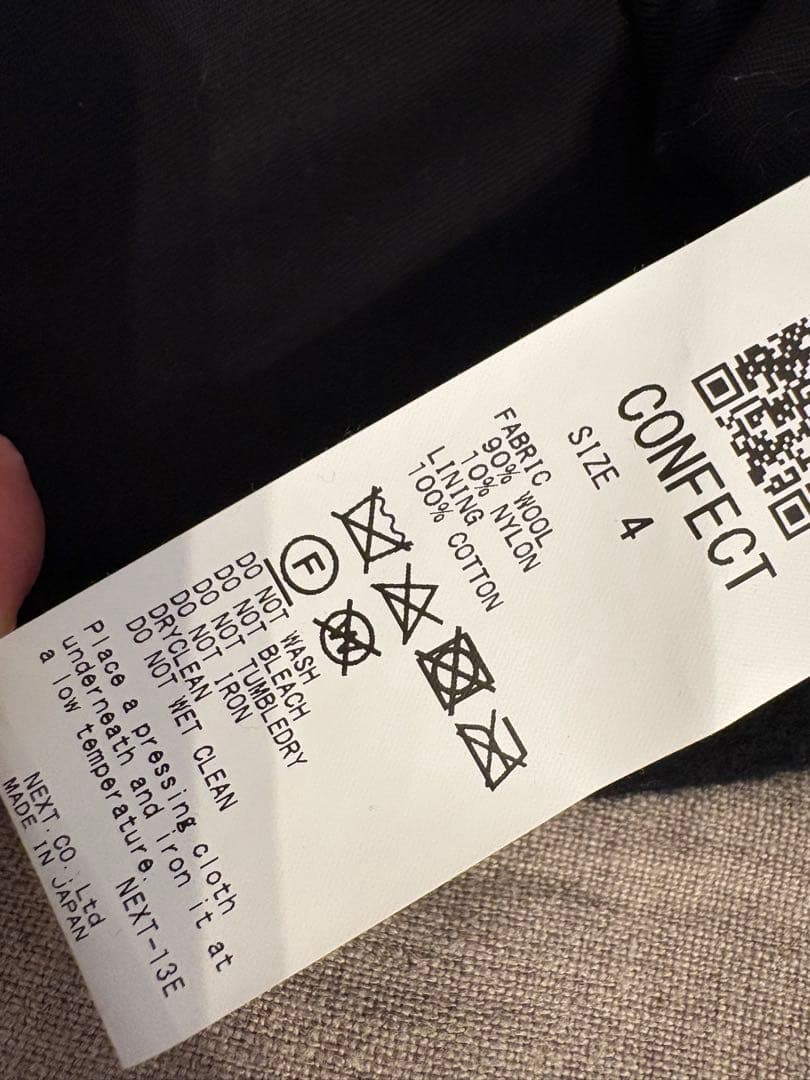 CONFECT
SIZE 4
FABRIC
90% WOOL
10% NYLON
LINING
100% COTTON
F
W
DO NOT WASH
DO NOT BLEACH
DO NOT TUMBLEDRY
DO NOT IRON
DRYCLEAN
DO NOT WET CLEAN
Place a pressing cloth
underneath and iron it at
a low temperature.
NEXT-13E
NEXT.CO.,Ltd
MADE IN JAPAN